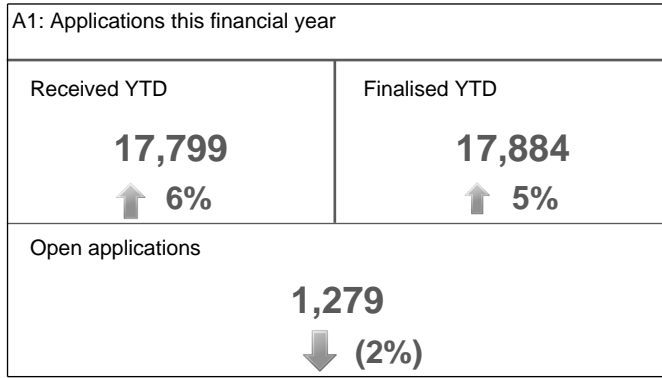 A1: Applications this financial year
Received YTD
Finalised YTD
17,799
17,884
6%
5%
Open applications
1,279
(2%)